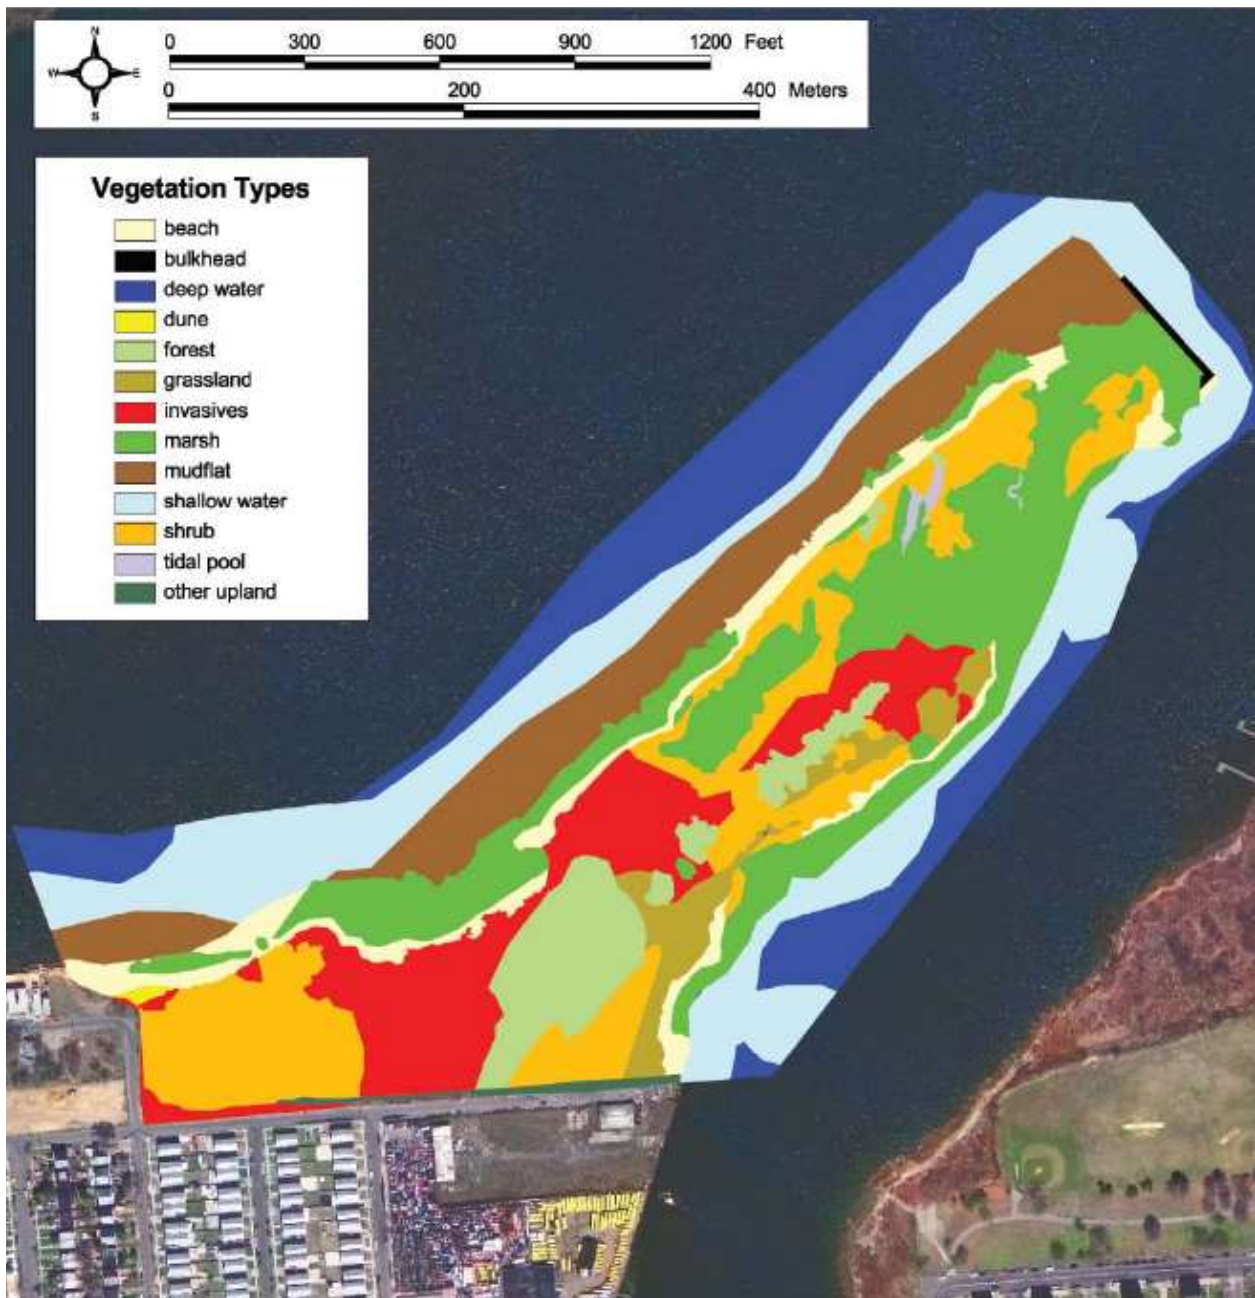 N
W E
S
0 300 600 900 1200 Feet
0 200 400 Meters
Vegetation Types
beach
bulkhead
deep water
dune
forest
grassland
invasives
marsh
mudflat
shallow water
shrub
tidal pool
other upland